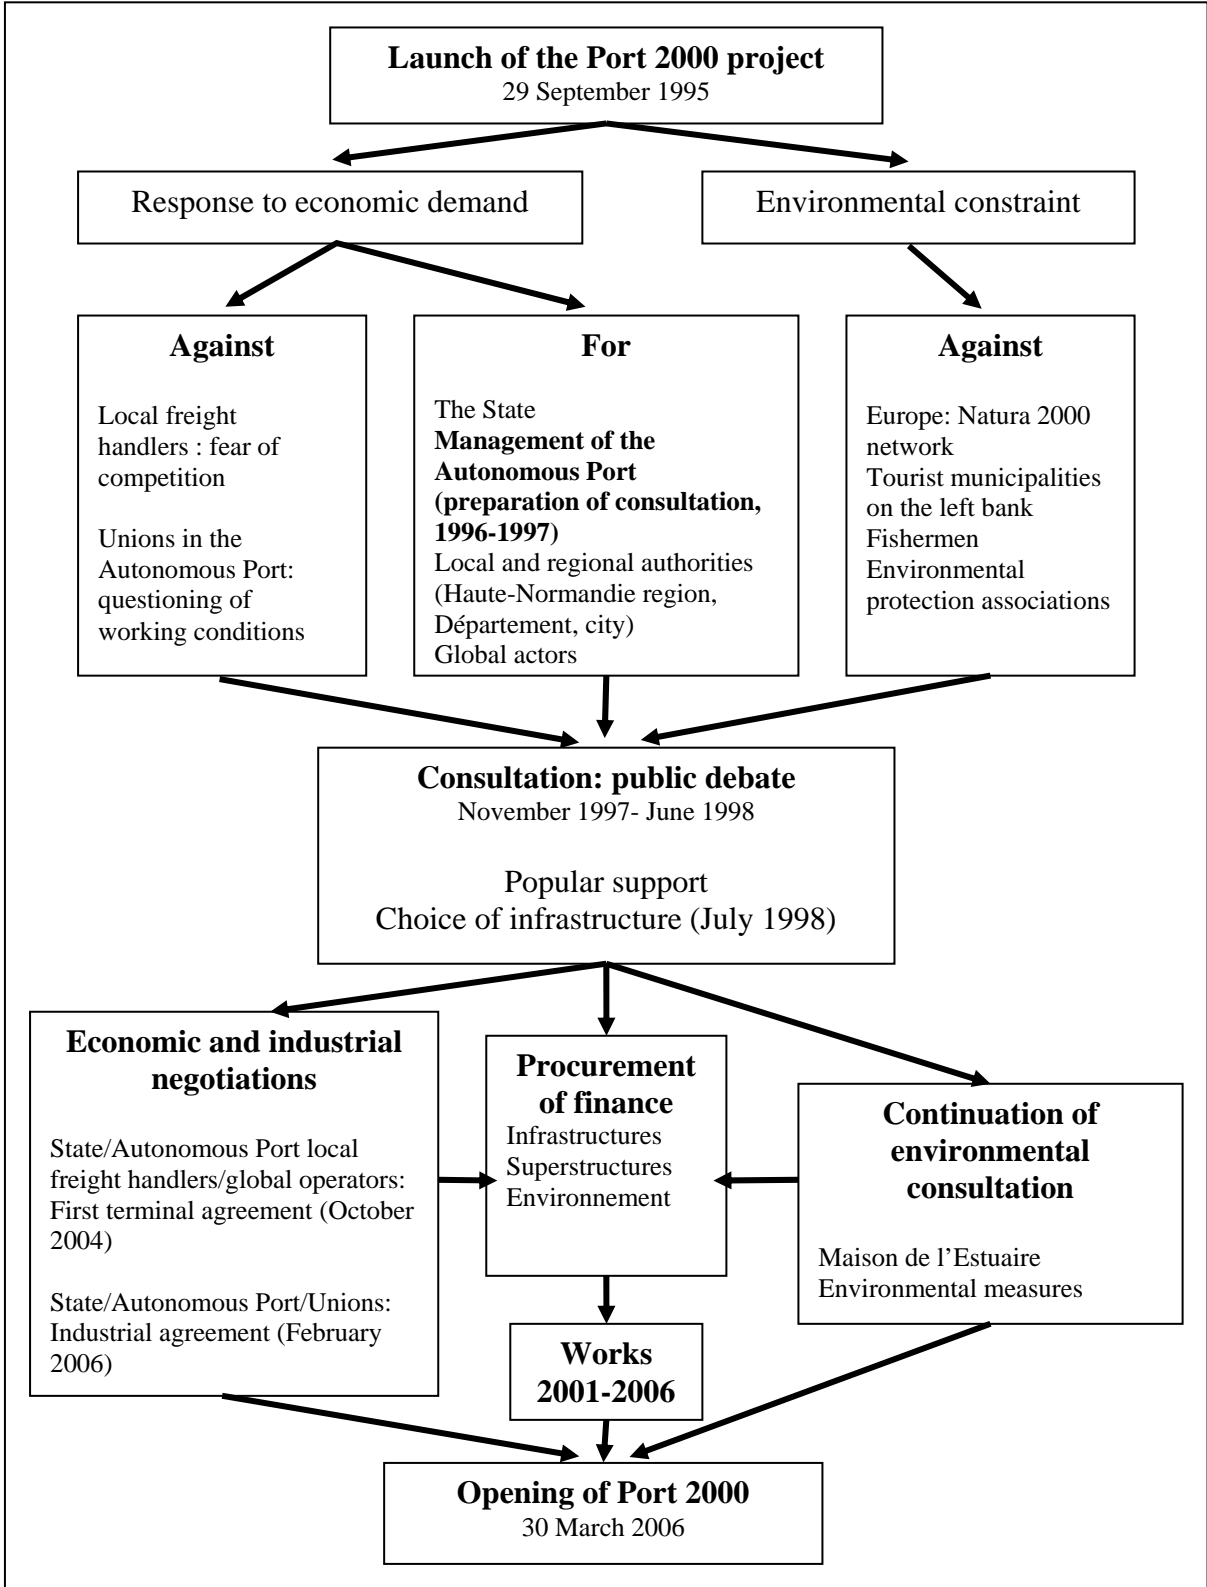 Launch of the Port 2000 project
29 September 1995
Response to economic demand
Environmental constraint
Against
Local freight
handlers : fear of
competition
Unions in the
Autonomous Port:
questioning of
working conditions
For
The State
Management of the
Autonomous Port
(preparation of consultation,
1996-1997)
Local and regional authorities
(Haute-Normandie region,
Département, city)
Global actors
Against
Europe: Natura 2000
network
Tourist municipalities
on the left bank
Fishermen
Environmental
protection associations
Consultation: public debate
November 1997- June 1998
Popular support
Choice of infrastructure (July 1998)
Economic and industrial
negotiations
State/Autonomous Port local
freight handlers/global operators:
First terminal agreement (October
2004)
State/Autonomous Port/Unions:
Industrial agreement (February
2006)
Procurement
of finance
Infrastructures
Superstructures
Environnement
Continuation of
environmental
consultation
Maison de l’Estuaire
Environmental measures
Works
2001-2006
Opening of Port 2000
30 March 2006